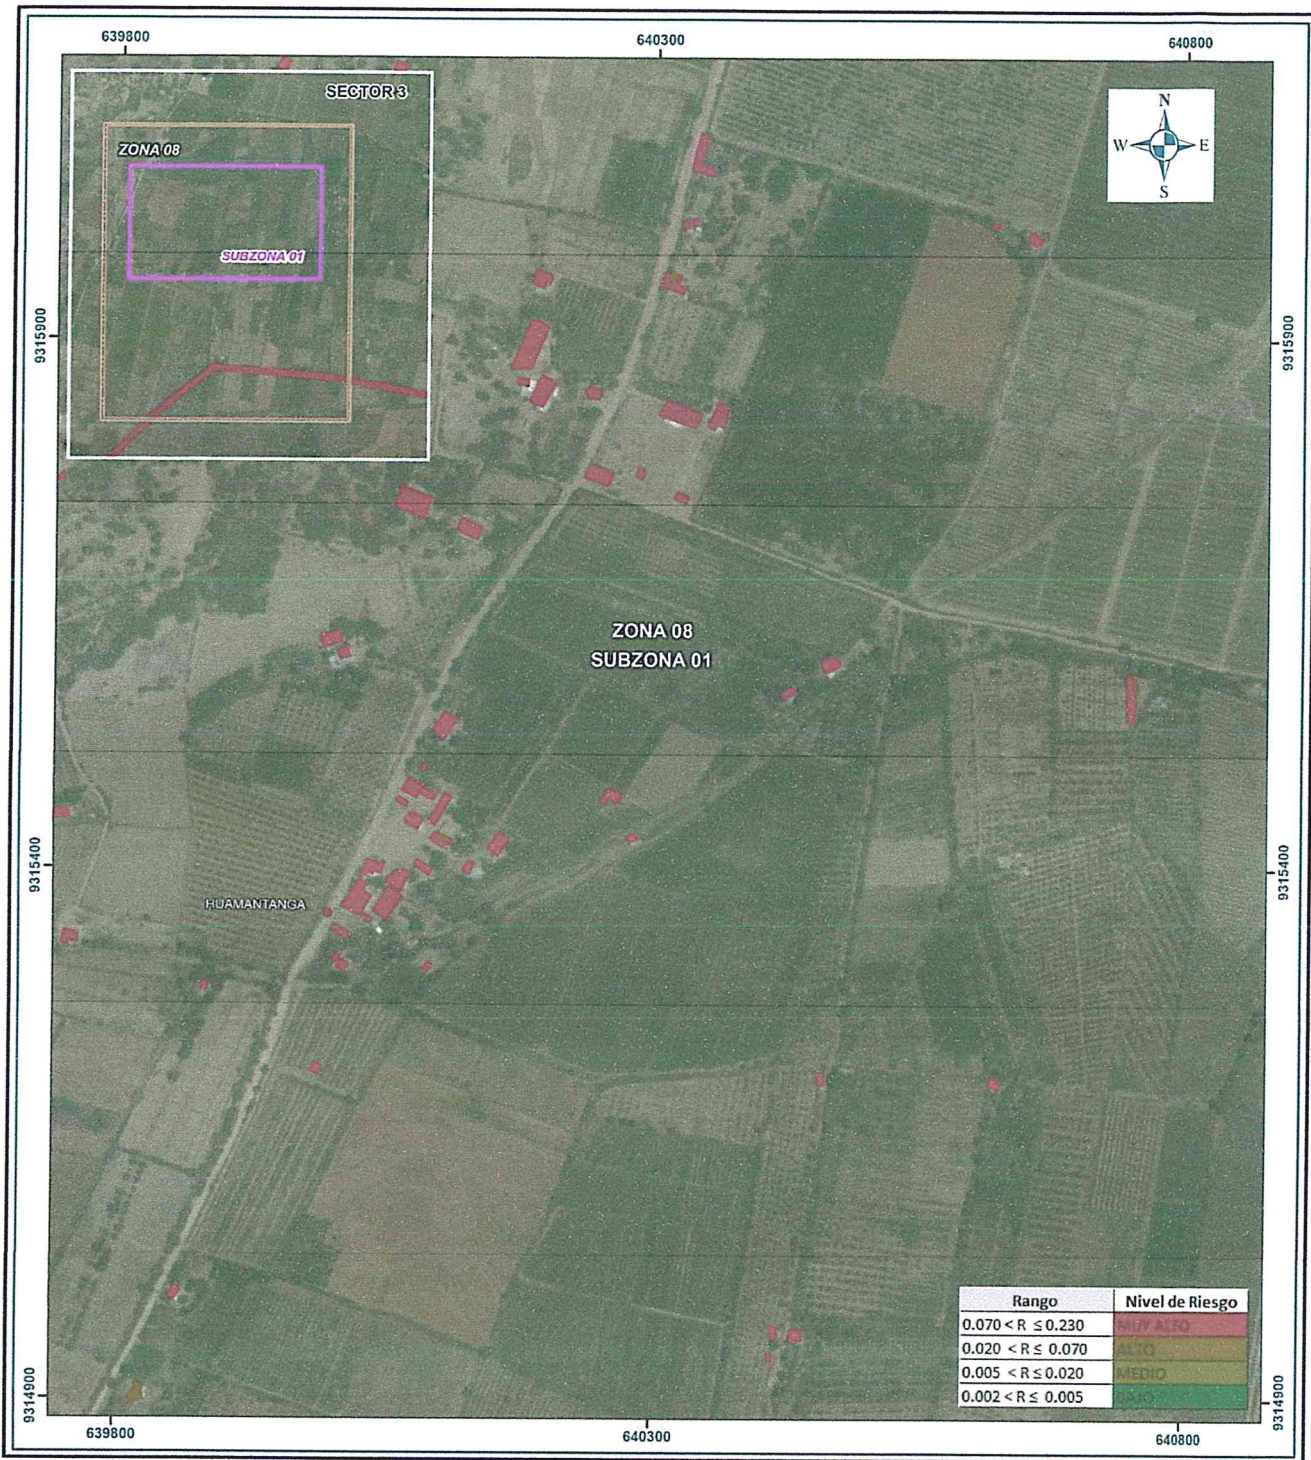 639800
640300
640800
SECTOR 3
ZONA 08
SUBZONA 01
N
W
E
S
9315900
9315900
ZONA 08
SUBZONA 01
9315400
9315400
HUAMANTANGA
Rango Nivel de Riesgo
0.070 < R ≤ 0.230 MUY ALTO
0.020 < R ≤ 0.070 ALTO
0.005 < R ≤ 0.020 MEDIO
0.002 < R ≤ 0.005 BAJO
9314900
9314900
639800
640300
640800